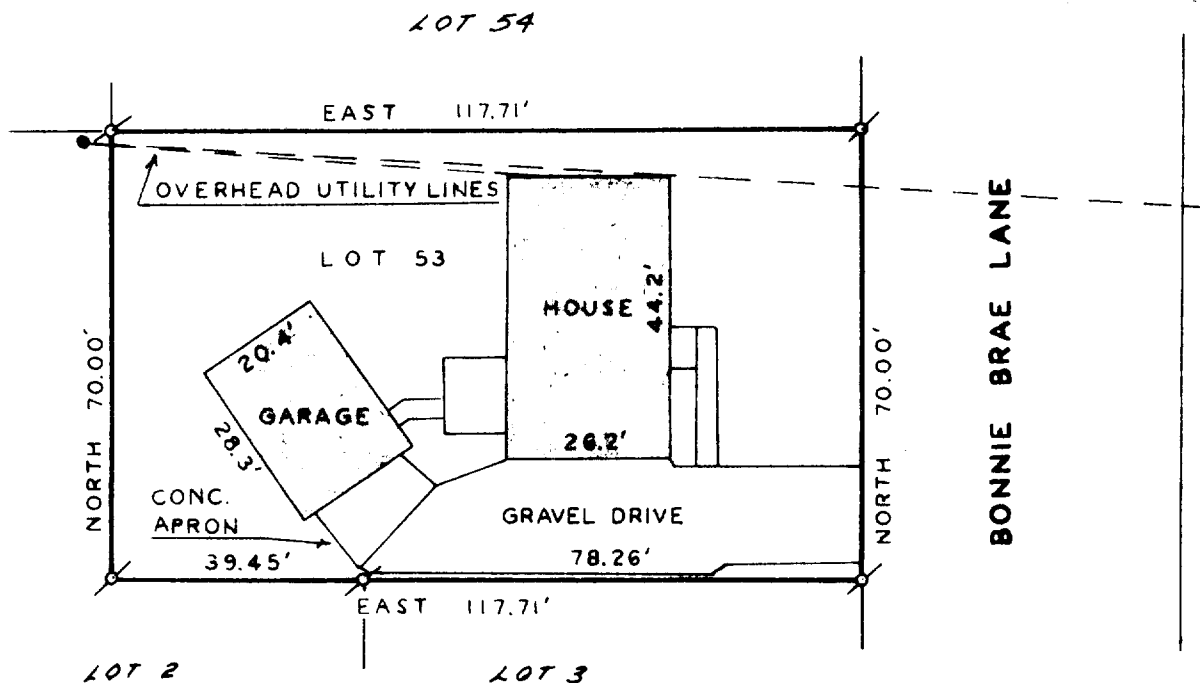 LOT 54
EAST 117.71'
OVERHEAD UTILITY LINES
LOT 53
HOUSE
44.2'
26.2'
20.4'
GARAGE
28.3'
NORTH 70.00'
NORTH 70.00'
BONNIE BRAE LANE
CONC.
APRON
GRAVEL DRIVE
39.45'
78.26'
EAST 117.71'
LOT 2
LOT 3